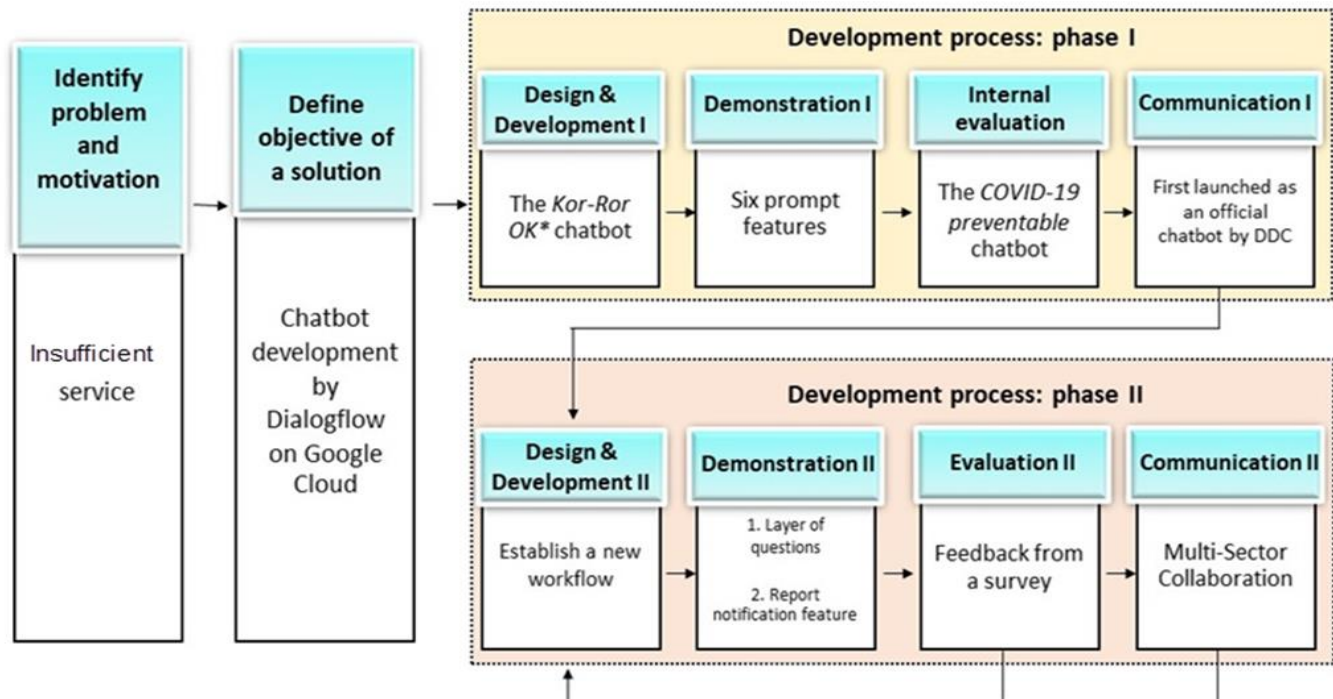 Identify
problem
and
motivation
Insufficient
service
Define
objective of
a solution
Chatbot
development
by
Dialogflow
on Google
Cloud
Development process: phase I
Design &
Development I
The Kor-Ror
OK* chatbot
Demonstration I
Six prompt
features
Internal
evaluation
The COVID-19
preventable
chatbot
Communication I
First launched as
an official
chatbot by DDC
Development process: phase II
Design &
Development II
Establish a new
workflow
Demonstration II
1. Layer of
questions
2. Report
notification feature
Evaluation II
Feedback from
a survey
Communication II
Multi-Sector
Collaboration